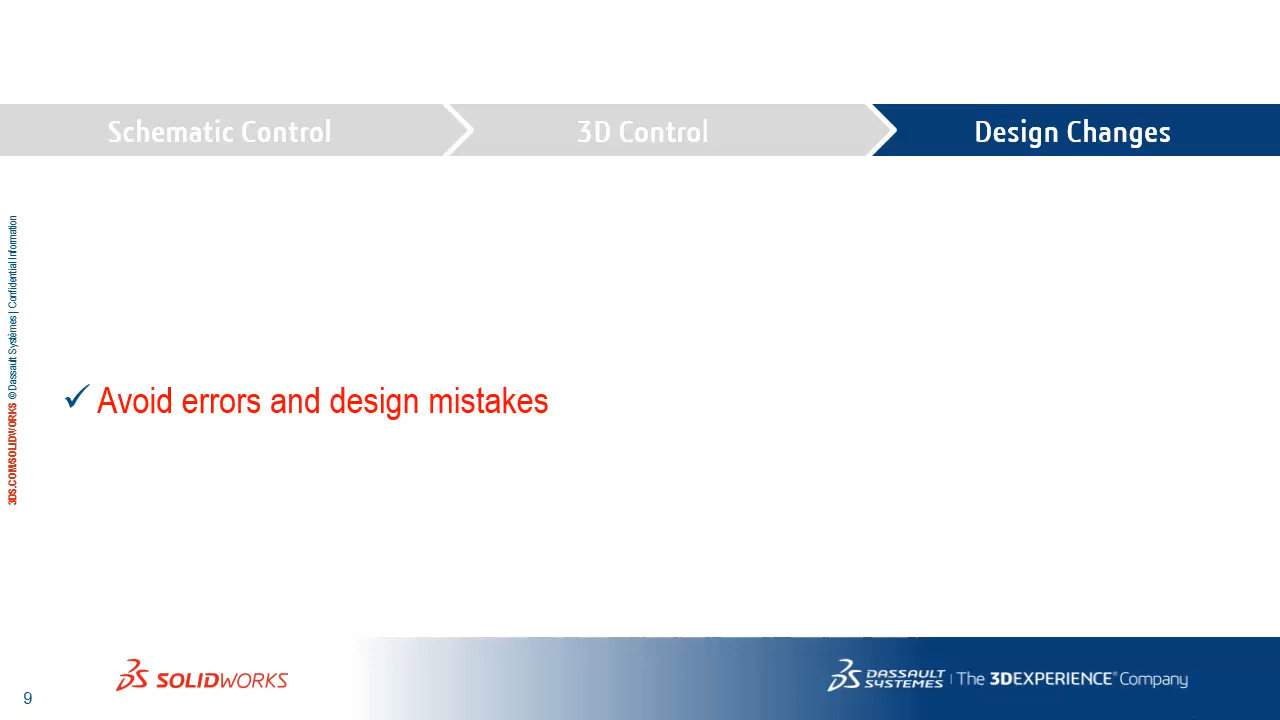 Schematic Control
3D Control
Design Changes
3DS.COM/SOLIDWORKS © Dassault Systèmes | Confidential Information
Avoid errors and design mistakes
SOLIDWORKS
DASSAULT SYSTEMES | The 3DEXPERIENCE® Company
9